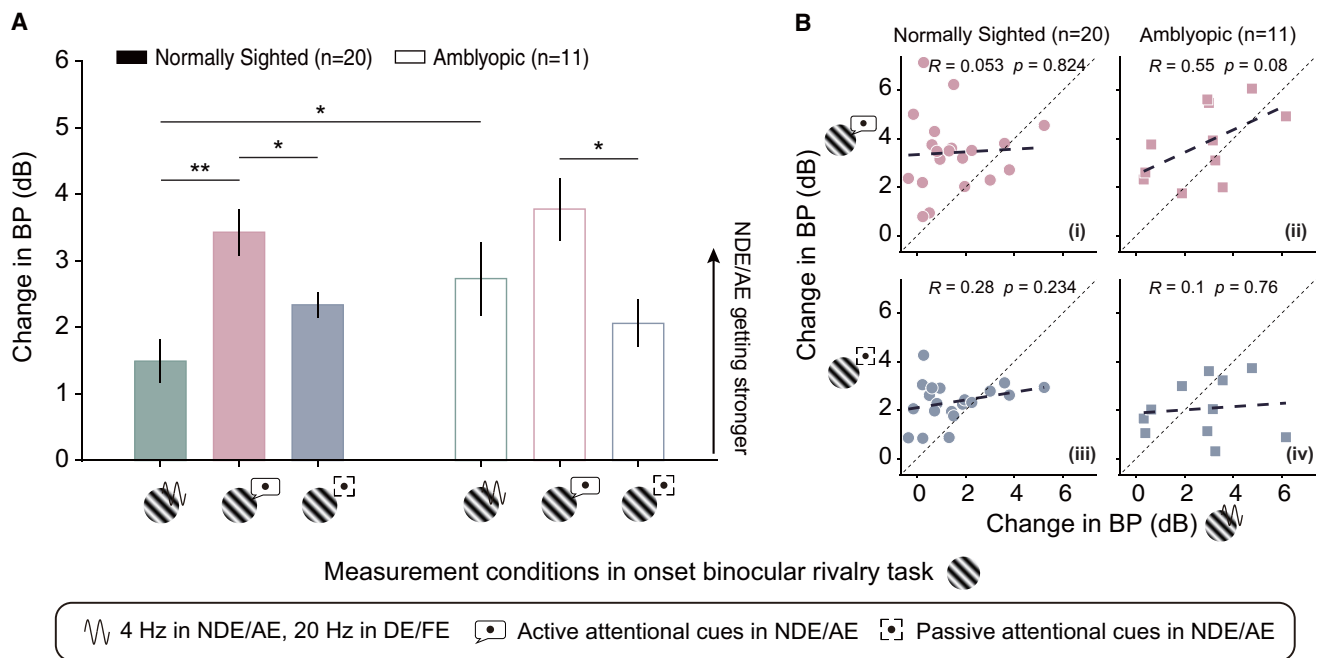 A
Normally Sighted (n=20) Amblyopic (n=11)
Change in BP (dB)
6
5
4
3
2
1
0
*
**
*
*
NDE/AE getting stronger
B
Normally Sighted (n=20) Amblyopic (n=11)
Change in BP (dB)
R = 0.053 p = 0.824
R = 0.55 p = 0.08
6
4
2
0
(i)
(ii)
R = 0.28 p = 0.234
R = 0.1 p = 0.76
6
4
2
0
(iii)
(iv)
0 2 4 6 0 2 4 6
Change in BP (dB)
Measurement conditions in onset binocular rivalry task
4 Hz in NDE/AE, 20 Hz in DE/FE Active attentional cues in NDE/AE Passive attentional cues in NDE/AE